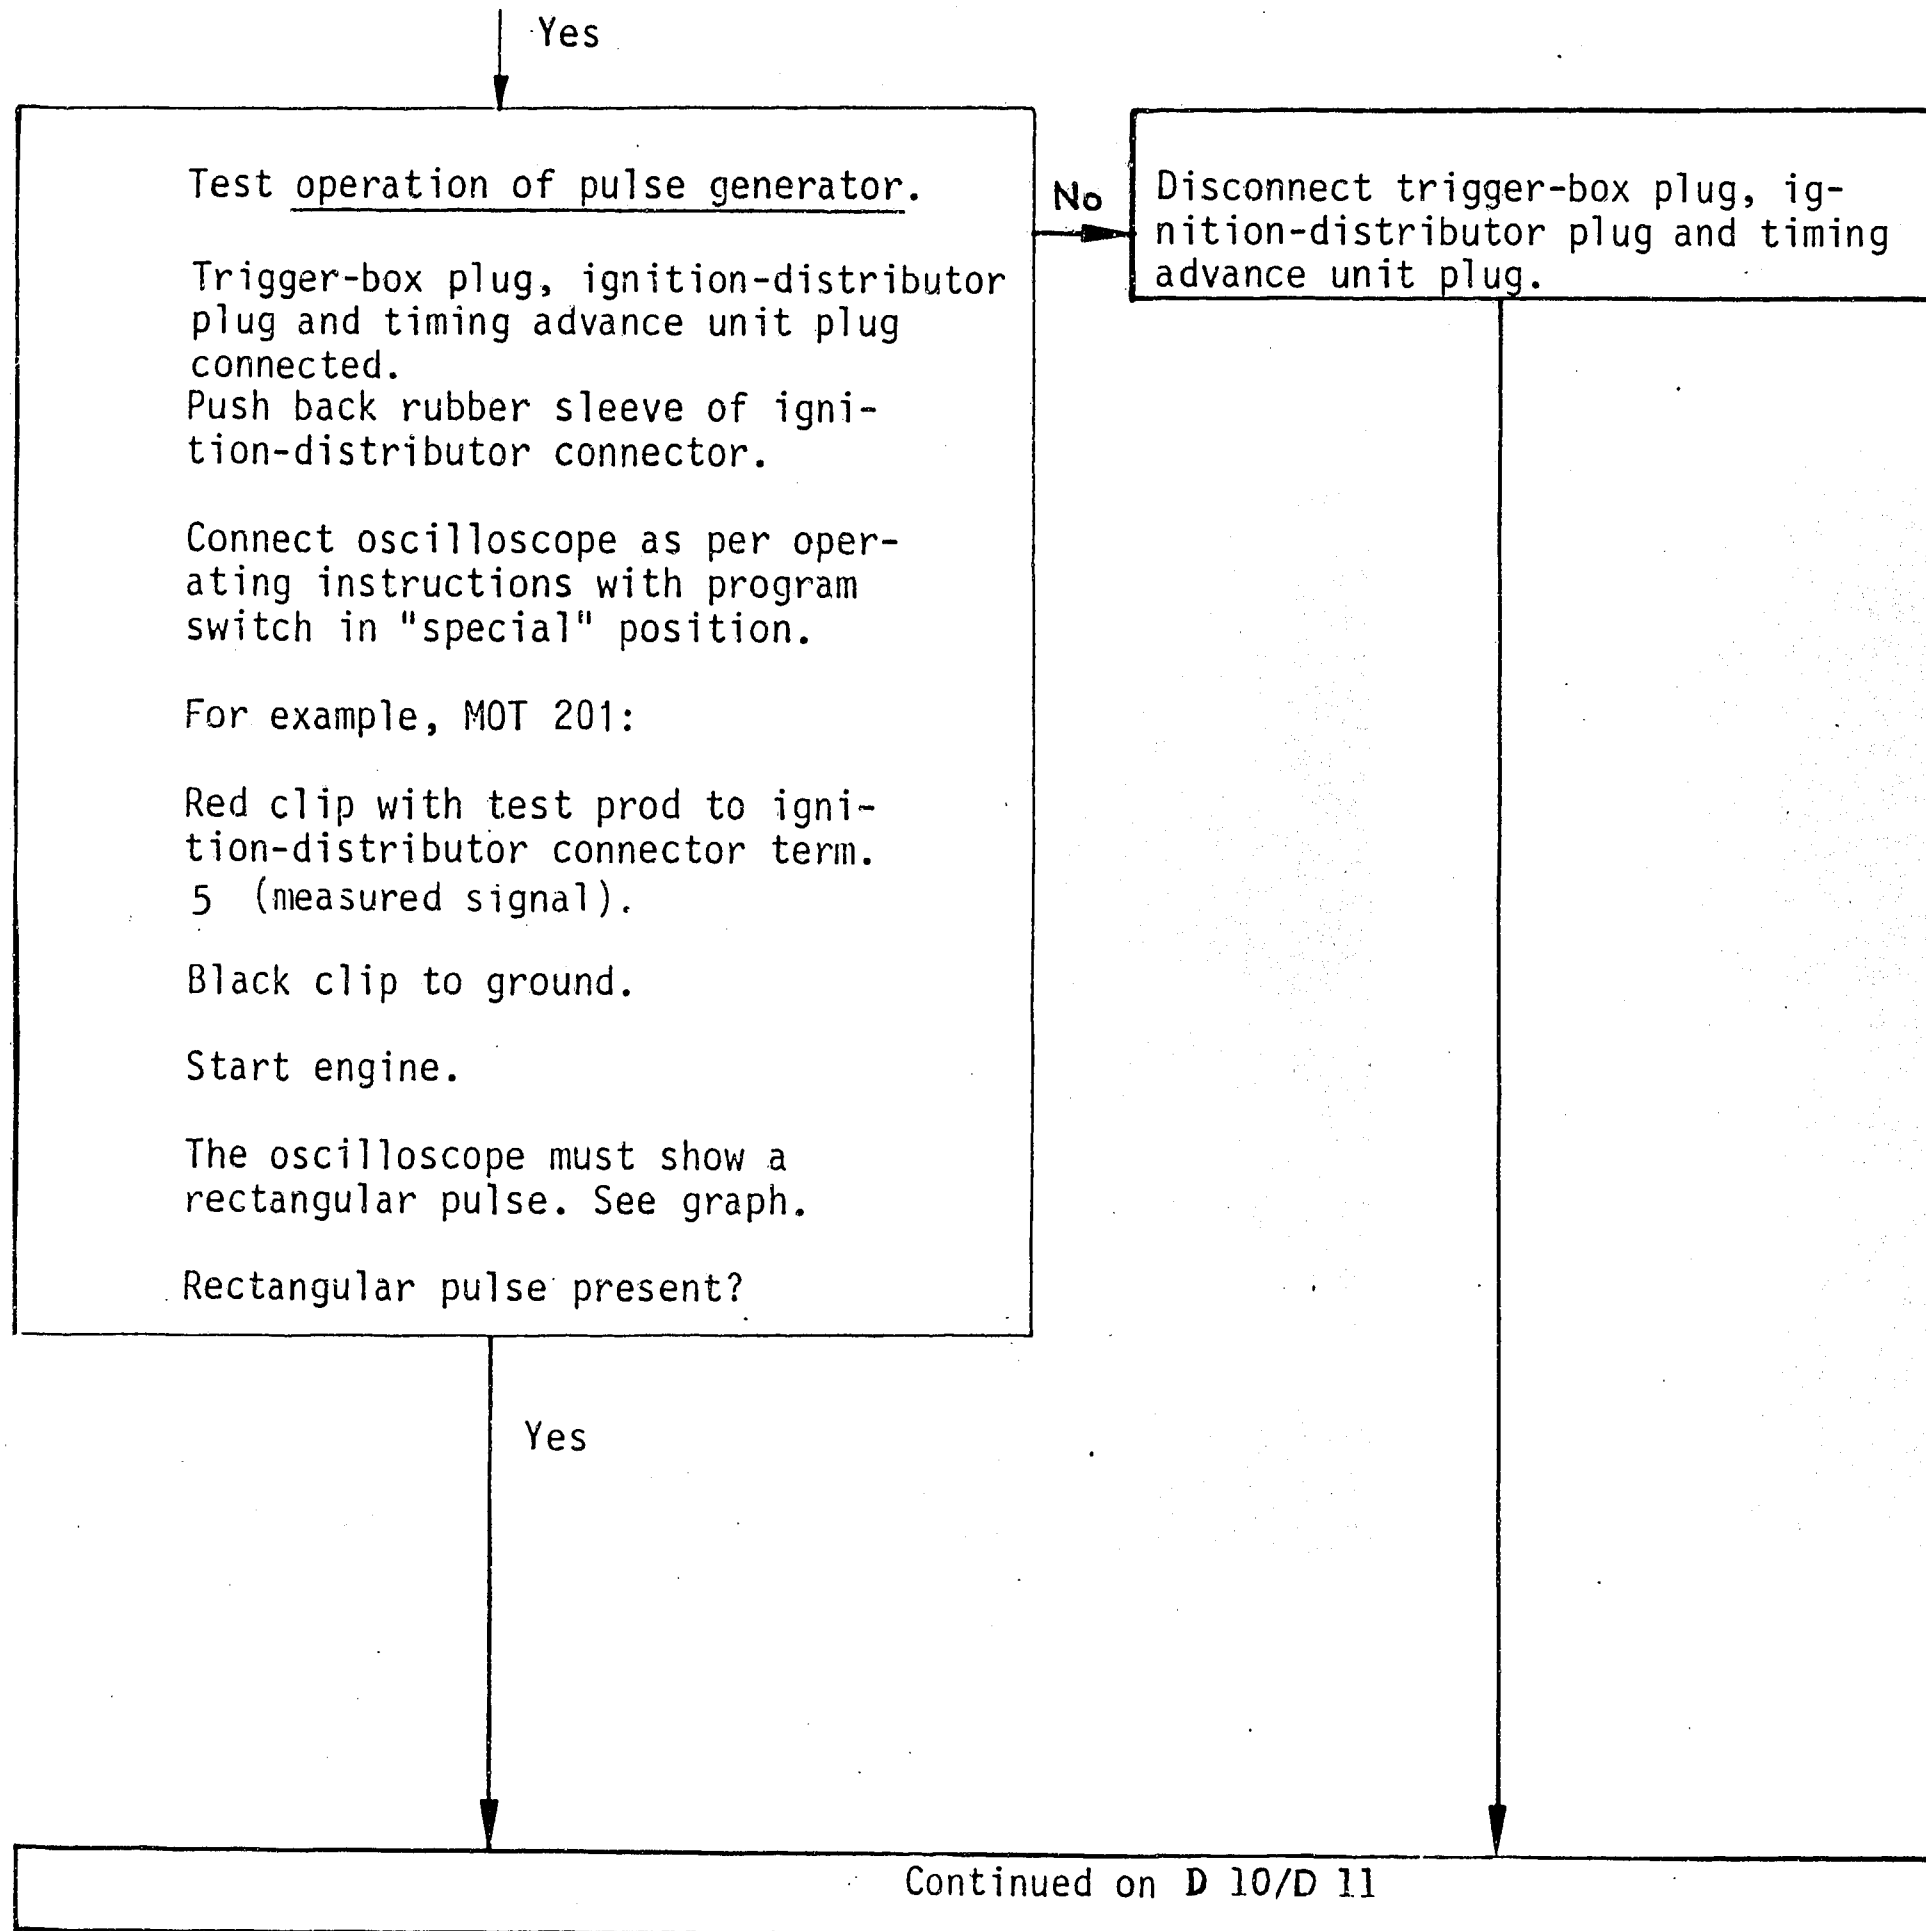 Yes
Test operation of pulse generator.
Trigger-box plug, ignition-distributor
plug and timing advance unit plug
connected.
Push back rubber sleeve of igni-
tion-distributor connector.
Connect oscilloscope as per oper-
ating instructions with program
switch in "special" position.
For example, MOT 201:
Red clip with test prod to igni-
tion-distributor connector term.
5 (measured signal).
Black clip to ground.
Start engine.
The oscilloscope must show a
rectangular pulse. See graph.
Rectangular pulse present?
No
Disconnect trigger-box plug, ig-
nition-distributor plug and timing
advance unit plug.
Yes
Continued on D 10/D 11